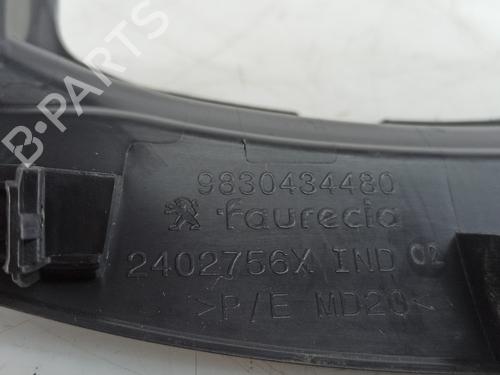 B-PARTS
9830434480
faurecia
2402756X IND 02
>P/E MD20<